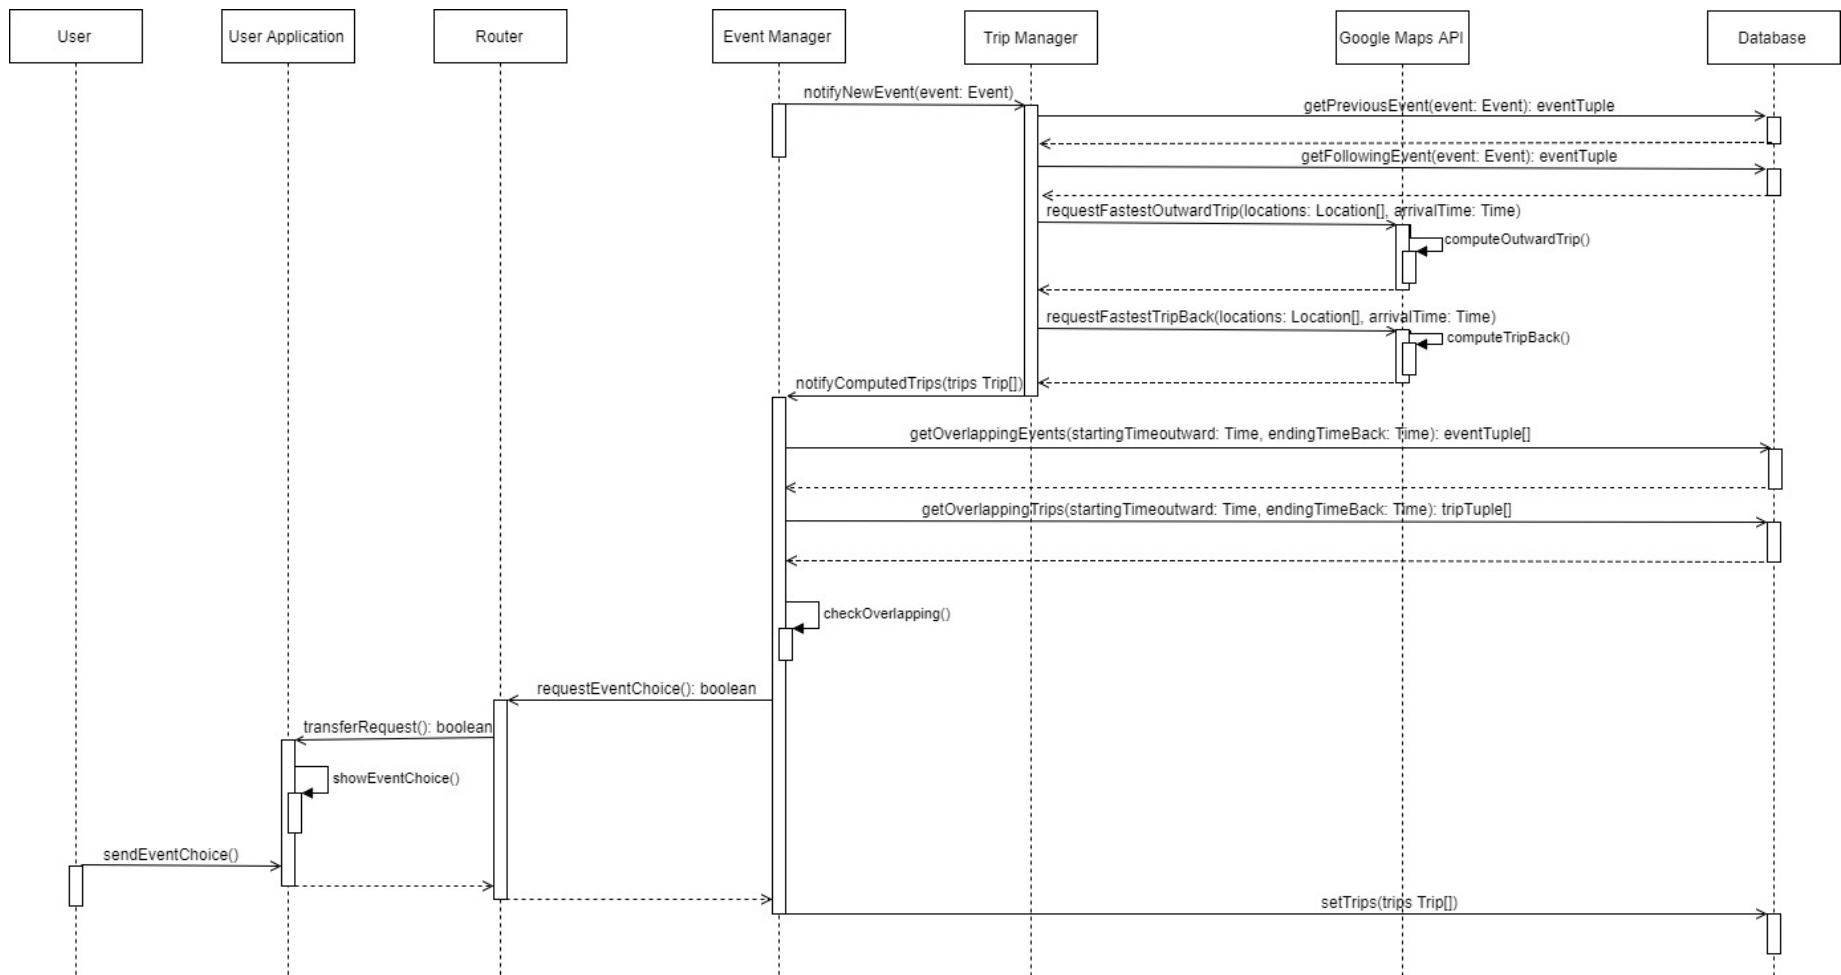 User
User Application
Router
Event Manager
Trip Manager
Google Maps API
Database
notifyNewEvent(event: Event)
getPreviousEvent(event: Event): eventTuple
getFollowingEvent(event: Event): eventTuple
requestFastestOutwardTrip(locations: Location[], arrivalTime: Time)
computeOutwardTrip()
requestFastestTripBack(locations: Location[], arrivalTime: Time)
computeTripBack()
notifyComputedTrips(trips Trip[])
getOverlappingEvents(startingTimeoutward: Time, endingTimeBack: Time): eventTuple[]
getOverlappingTrips(startingTimeoutward: Time, endingTimeBack: Time): tripTuple[]
checkOverlapping()
requestEventChoice(): boolean
transferRequest(): boolean
showEventChoice()
sendEventChoice()
setTrips(trips Trip[])